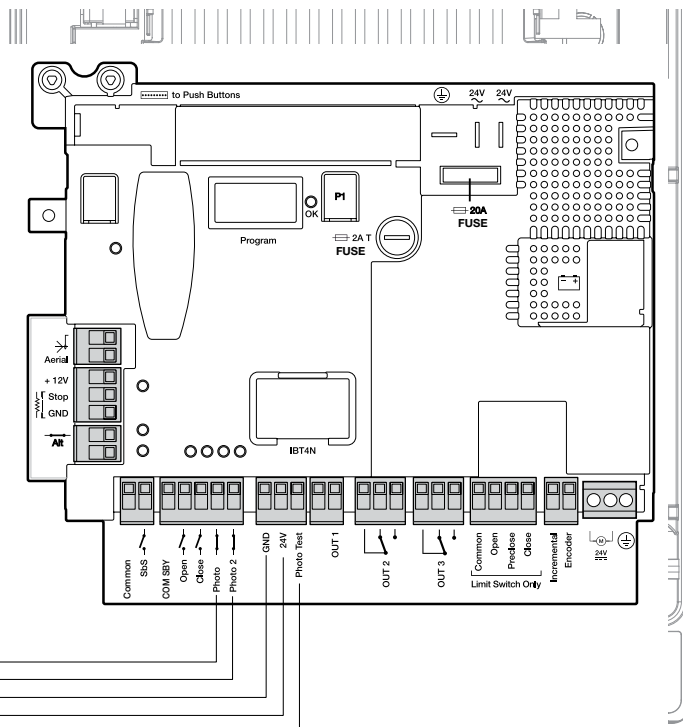 to Push Buttons
24V 24V
P1
OK
Program
2A T
FUSE
20A
FUSE
- +
Aerial
+ 12V
Stop
GND
Alt
IBT4N
Common
SbS
COM SBY
Open
Close
Photo
Photo 2
GND
24V
Photo Test
OUT 1
OUT 2
OUT 3
Common
Open
Preclose
Close
Limit Switch Only
Incremental
Encoder
M
24V